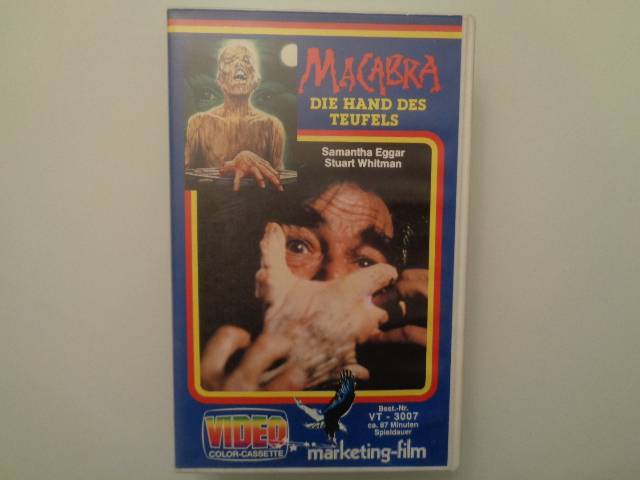 MACABRA
DIE HAND DES
TEUFELS
Samantha Eggar
Stuart Whitman
Best.-Nr.
VT - 3007
ca. 87 Minuten
Spieldauer
VIDEO
COLOR-CASSETTE
marketing-film